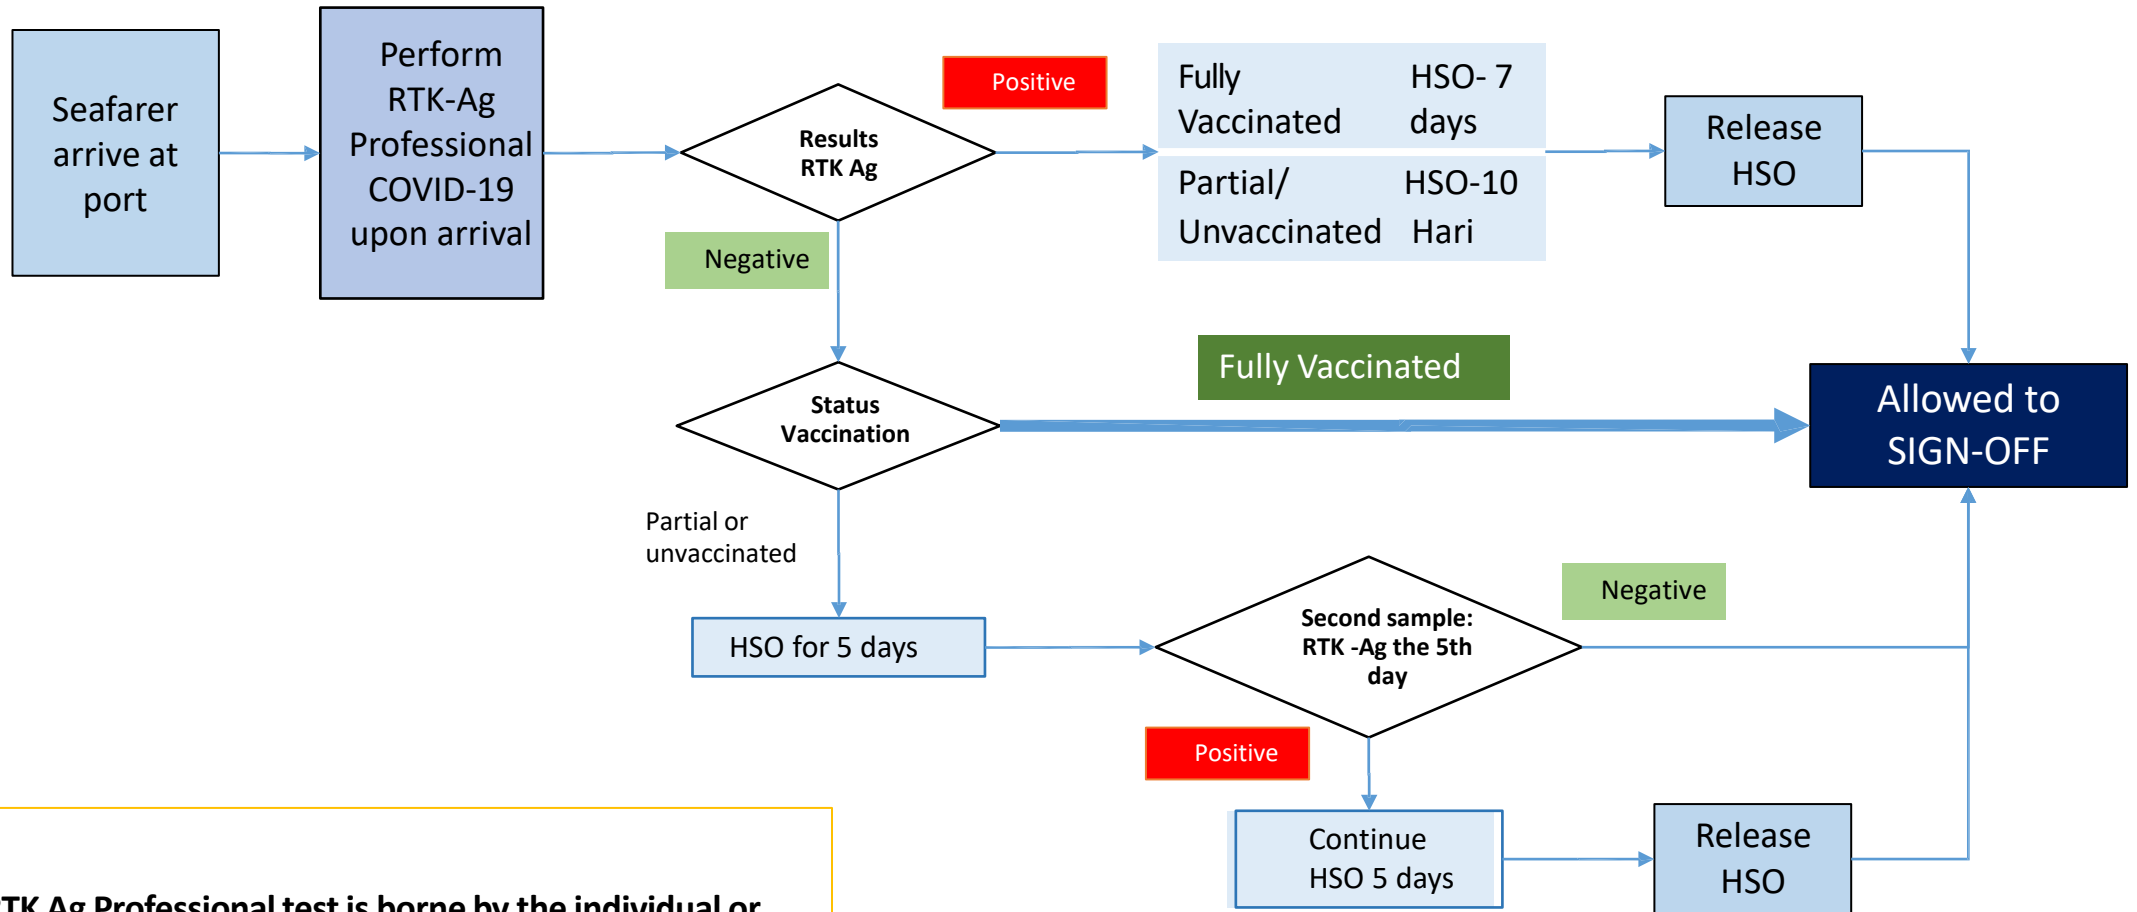 Seafarer
arrive at
port
Perform
RTK-Ag
Professional
COVID-19
upon arrival
Results
RTK Ag
Positive
Fully HSO- 7
Vaccinated days
Partial/ HSO-10
Unvaccinated Hari
Release
HSO
Negative
Status
Vaccination
Fully Vaccinated
Allowed to
SIGN-OFF
Partial or
unvaccinated
HSO for 5 days
Second sample:
RTK -Ag the 5th
day
Negative
Positive
Continue
HSO 5 days
Release
HSO
RTK Ag Professional test is borne by the individual or